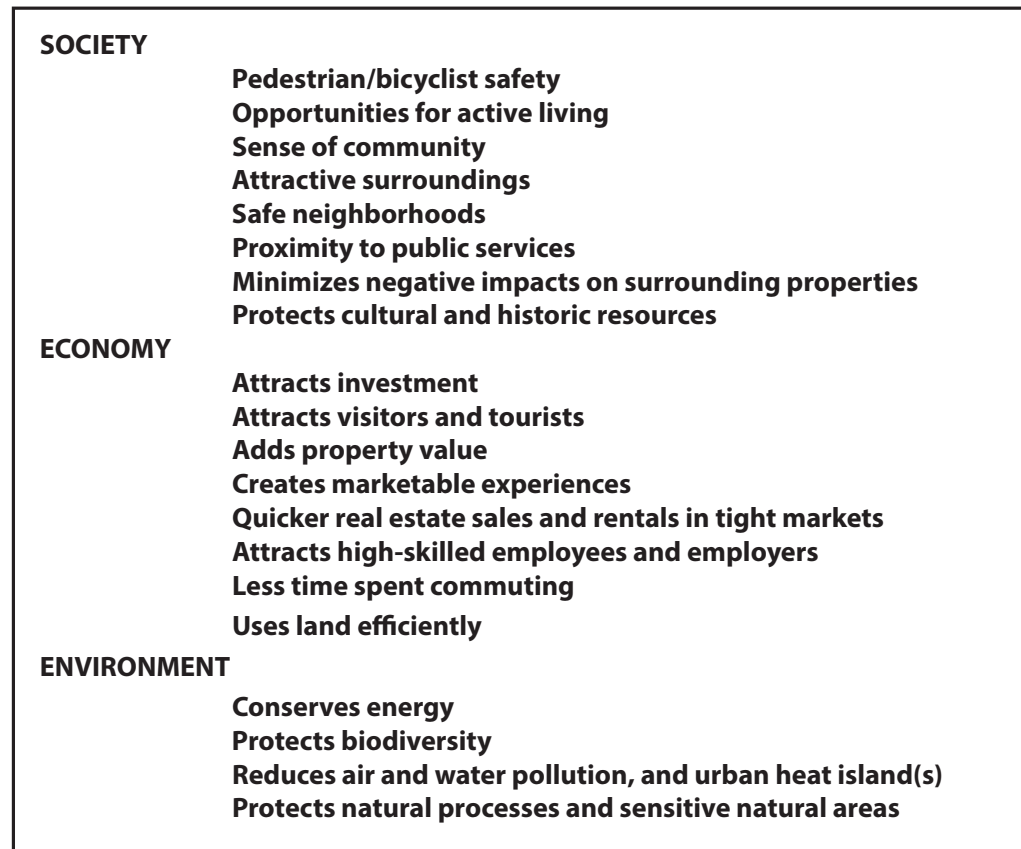 SOCIETY
Pedestrian/bicyclist safety
Opportunities for active living
Sense of community
Attractive surroundings
Safe neighborhoods
Proximity to public services
Minimizes negative impacts on surrounding properties
Protects cultural and historic resources
ECONOMY
Attracts investment
Attracts visitors and tourists
Adds property value
Creates marketable experiences
Quicker real estate sales and rentals in tight markets
Attracts high-skilled employees and employers
Less time spent commuting
Uses land efficiently
ENVIRONMENT
Conserves energy
Protects biodiversity
Reduces air and water pollution, and urban heat island(s)
Protects natural processes and sensitive natural areas